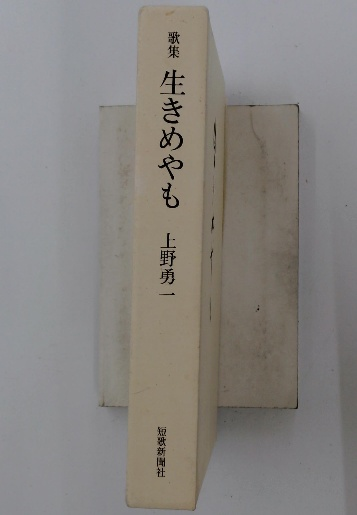 歌集
生きめやも
上野勇一
短歌新聞社